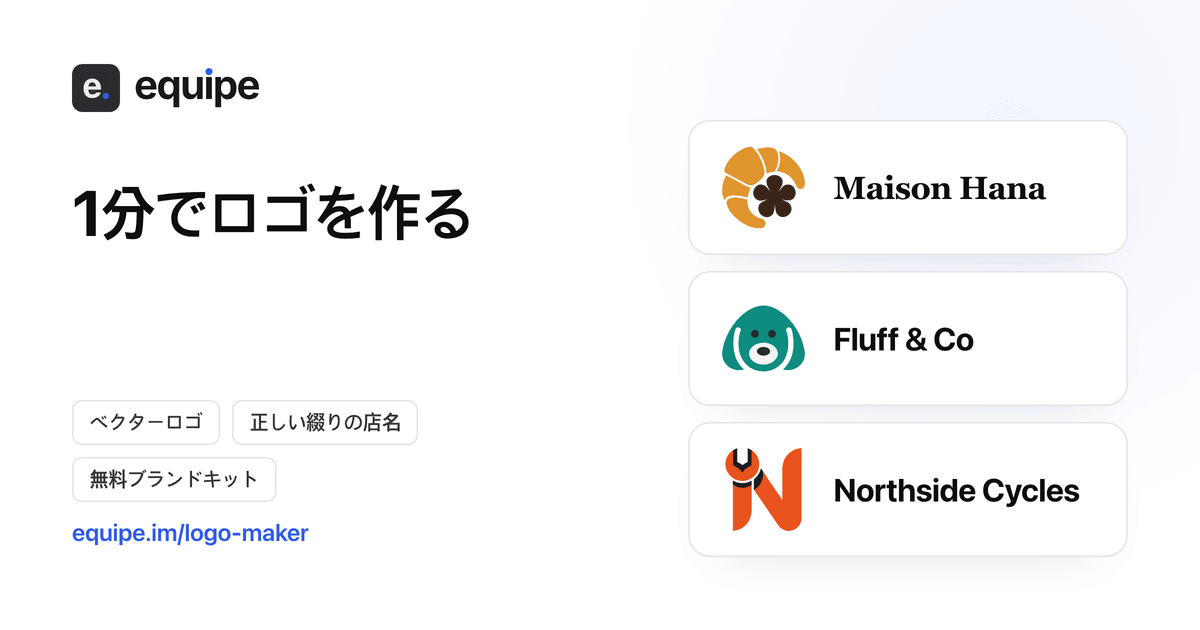 e.
equipe
1分でロゴを作る
ベクターロゴ
正しい綴りの店名
無料ブランドキット
equipe.im/logo-maker
Maison Hana
Fluff & Co
Northside Cycles